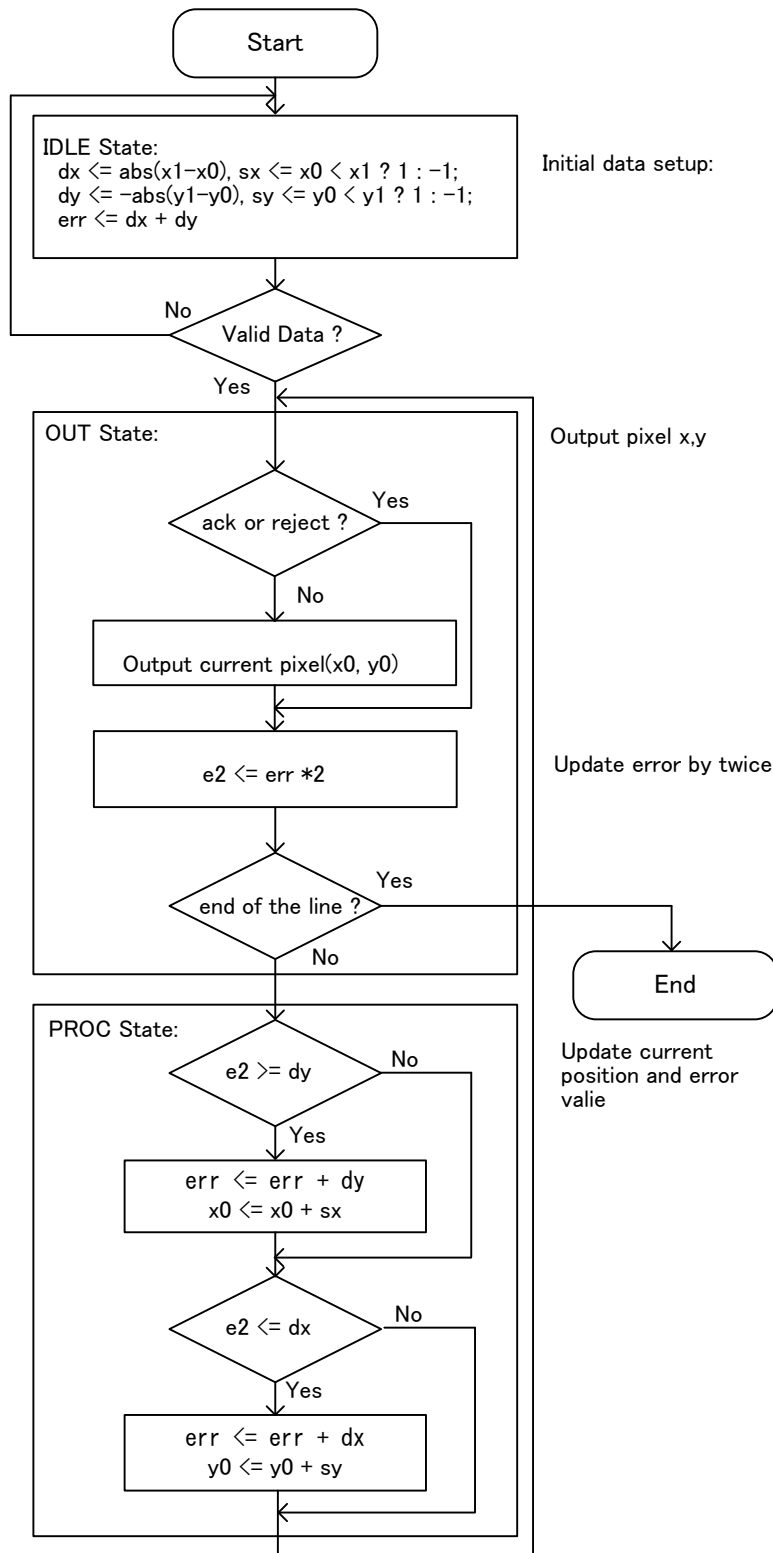 Start
IDLE State:
dx <= abs(x1-x0), sx <= x0 < x1 ? 1 : -1;
dy <= -abs(y1-y0), sy <= y0 < y1 ? 1 : -1;
err <= dx + dy
Initial data setup:
No
Valid Data ?
Yes
OUT State:
Output pixel x,y
Yes
ack or reject ?
No
Output current pixel(x0, y0)
e2 <= err *2
Update error by twice
Yes
end of the line ?
No
End
PROC State:
Update current
position and error
valie
e2 >= dy
No
Yes
err <= err + dy
x0 <= x0 + sx
e2 <= dx
No
Yes
err <= err + dx
y0 <= y0 + sy